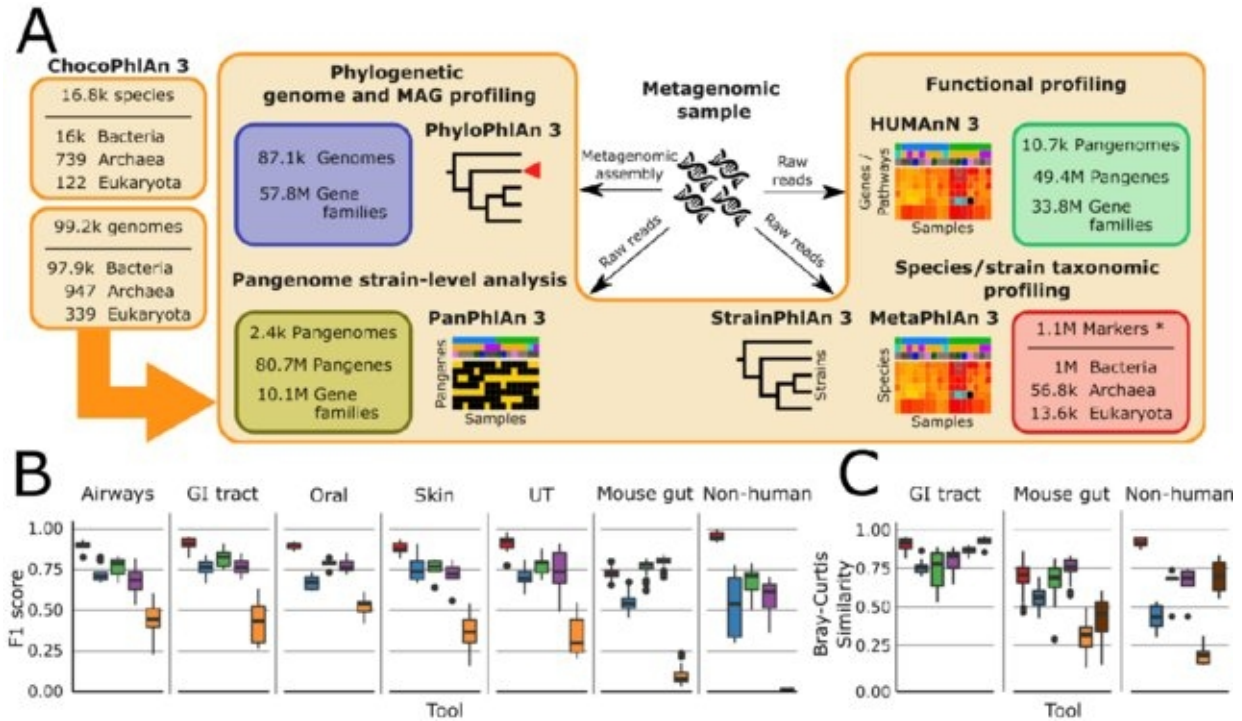 A
ChocoPhlAn 3
16.8k species
16k Bacteria
739 Archaea
122 Eukaryota
99.2k genomes
97.9k Bacteria
947 Archaea
339 Eukaryota
Phylogenetic
genome and MAG profiling
87.1k Genomes
57.8M Gene
families
PhyloPhlAn 3
Pangenome strain-level analysis
2.4k Pangenomes
80.7M Pangenes
10.1M Gene
families
PanPhlAn 3
Pangenes
Samples
Metagenomic
sample
Metagenomic
assembly
Raw
reads
Raw reads
Raw reads
Functional profiling
HUMAnN 3
Genes /
Pathways
Samples
10.7k Pangenomes
49.4M Pangenes
33.8M Gene
families
Species/strain taxonomic
profiling
StrainPhlAn 3
Strains
MetaPhlAn 3
Species
Samples
1.1M Markers *
1M Bacteria
56.8k Archaea
13.6k Eukaryota
B
Airways
GI tract
Oral
Skin
UT
Mouse gut
Non-human
F1 score
1.00
0.75
0.50
0.25
0.00
Tool
C
GI tract
Mouse gut
Non-human
Bray-Curtis
Similarity
1.00
0.75
0.50
0.25
0.00
Tool